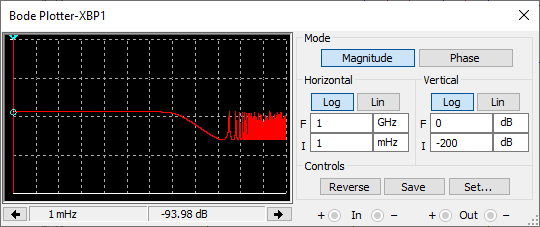 Bode Plotter-XBP1
Mode
Magnitude Phase
Horizontal Vertical
Log Lin Log Lin
F 1 GHz F 0 dB
I 1 mHz I -200 dB
Controls
Reverse Save Set...
1 mHz -93.98 dB + In − + Out −